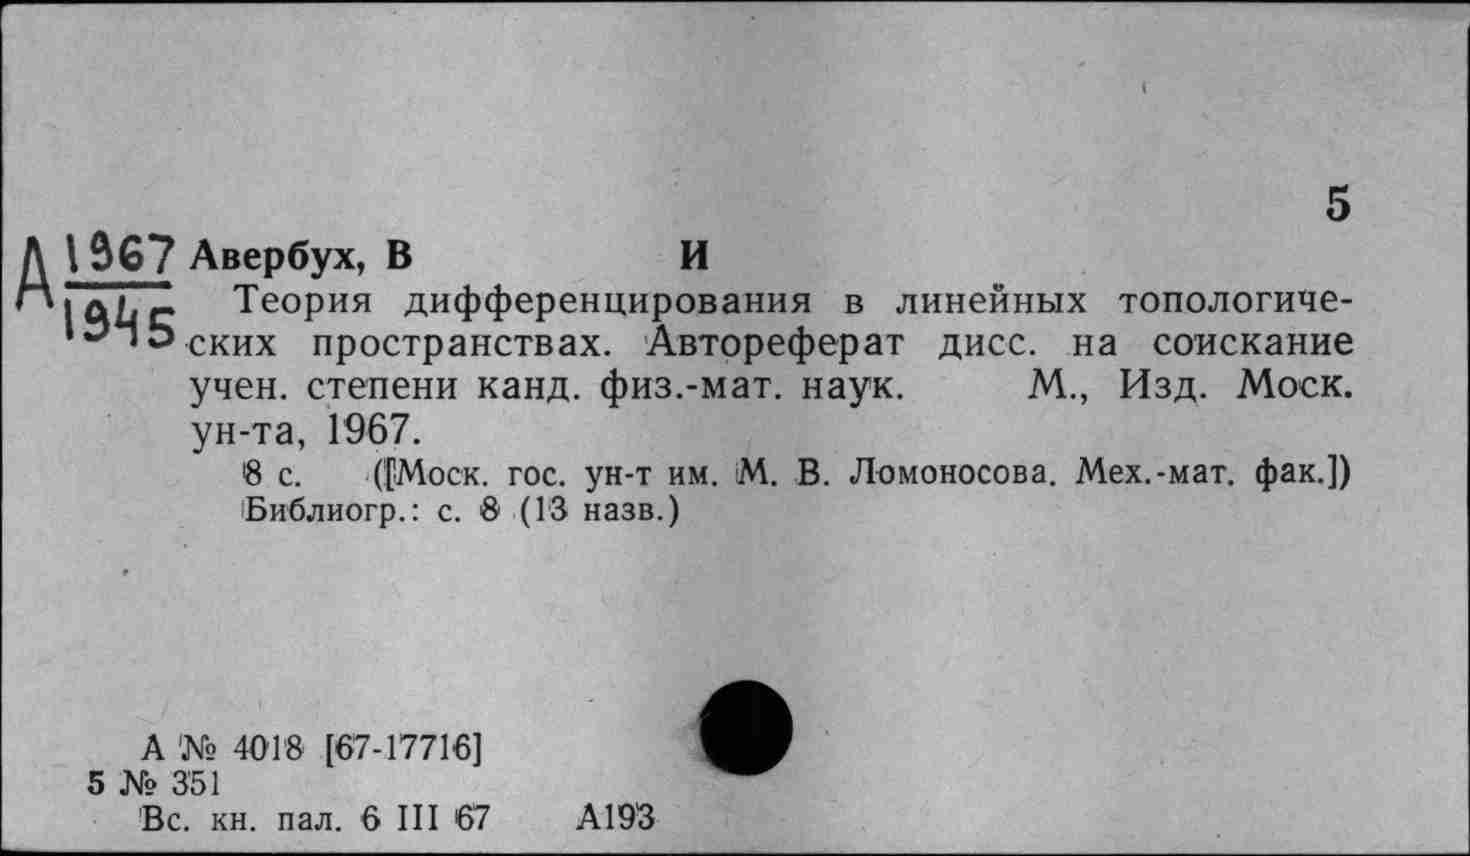 5
А 1967 Авербух, В И
1945 Теория дифференцирования в линейных топологиче-
ских пространствах. Автореферат дисс. на соискание
учен. степени канд. физ.-мат. наук. М., Изд. Моск.
ун-та, 1967.
8 с. ([Моск. гос. ун-т им. М. В. Ломоносова. Мех.-мат. фак.])
Библиогр.: с. 8 (13 назв.)
А № 4018 [67-17716]
5 № 351
Вс. кн. пал. 6 III 67 А193